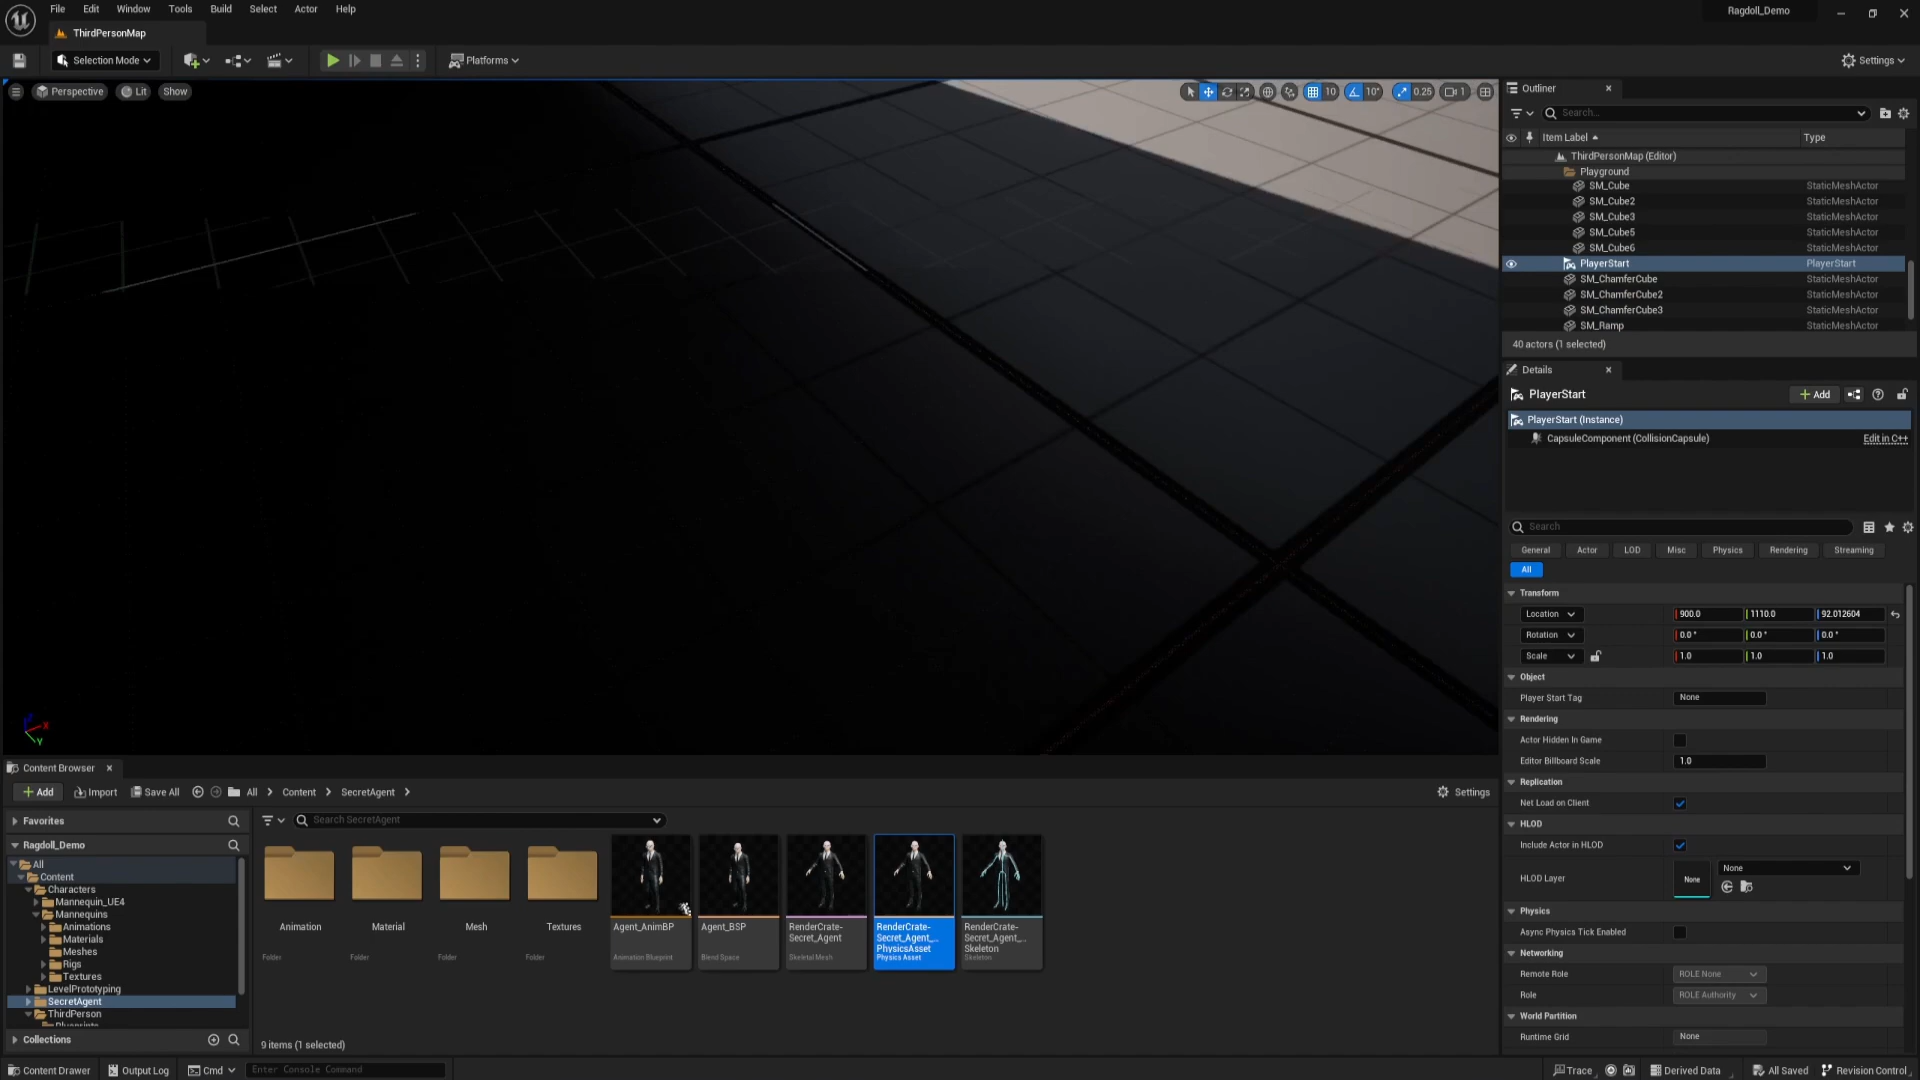 File Edit Window Tools Build Select Actor Help
Ragdoll_Demo
ThirdPersonMap
Selection Mode
Platforms
Settings
Perspective
Lit
Show
10
10°
0.25
1
Outliner
Search...
Item Label
Type
ThirdPersonMap (Editor)
Playground
SM_Cube StaticMeshActor
SM_Cube2 StaticMeshActor
SM_Cube3 StaticMeshActor
SM_Cube5 StaticMeshActor
SM_Cube6 StaticMeshActor
PlayerStart PlayerStart
SM_ChamferCube StaticMeshActor
SM_ChamferCube2 StaticMeshActor
SM_ChamferCube3 StaticMeshActor
SM_Ramp StaticMeshActor
40 actors (1 selected)
Details
PlayerStart
Add
PlayerStart (Instance)
CapsuleComponent (CollisionCapsule)
Edit in C++
Search
General Actor LOD Misc Physics Rendering Streaming
All
Transform
Location 900.0 1110.0 92.012604
Rotation 0.0 ° 0.0 ° 0.0 °
Scale 1.0 1.0 1.0
Object
Player Start Tag None
Rendering
Actor Hidden In Game
Editor Billboard Scale 1.0
Replication
Net Load on Client
HLOD
Include Actor in HLOD
HLOD Layer None None
Physics
Async Physics Tick Enabled
Networking
Remote Role ROLE None
Role ROLE Authority
World Partition
Runtime Grid None
X
Y
Content Browser
Add Import Save All All Content SecretAgent
Settings
Favorites
Ragdoll_Demo
All
Content
Characters
Mannequin_UE4
Mannequins
Animations
Materials
Meshes
Rigs
Textures
LevelPrototyping
SecretAgent
ThirdPerson
Blueprints
Collections
Search SecretAgent
Animation
Folder
Material
Folder
Mesh
Folder
Textures
Folder
Agent_AnimBP
Animation Blueprint
Agent_BSP
Blend Space
RenderCrate-
Secret_Agent
Skeletal Mesh
RenderCrate-
Secret_Agent_...
PhysicsAsset
Physics Asset
RenderCrate-
Secret_Agent_...
Skeleton
Skeleton
9 items (1 selected)
Content Drawer
Output Log
Cmd
Enter Console Command
Trace
Derived Data
All Saved
Revision Control